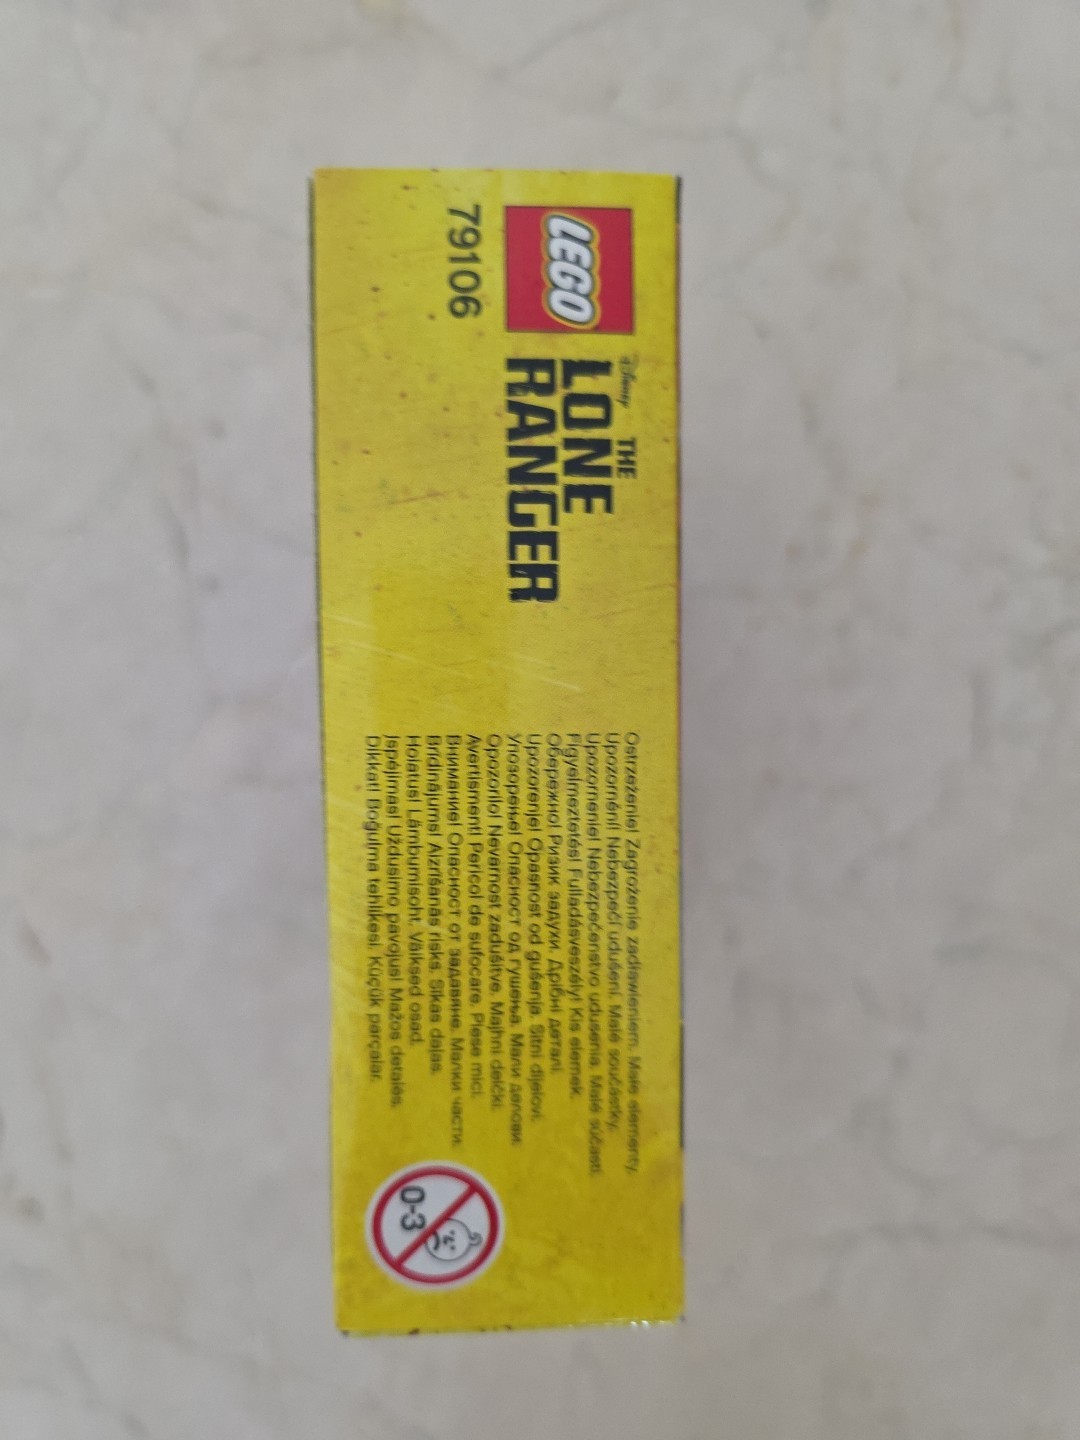 LEGO
Disney
THE
LONE
RANGER
79106
Ostrzeżenie! Zagrożenie zadławieniem. Małe elementy.
Upozornění! Nebezpečí udušení. Malé součástky.
Upozornenie! Nebezpečenstvo udusenia. Malé súčasti.
Figyelmeztetés! Fulladásveszély! Kis elemek.
Обережно! Ризик задухи. Дрібні деталі.
Upozorenje! Opasnost od gušenja. Sitni dijelovi.
Упозорење! Опасност од гушења. Мали делови.
Opozorilo! Nevarnost zadušitve. Majhni delčki.
Avertisment! Pericol de sufocare. Piese mici.
Внимание! Опасност от задавяне. Малки части.
Brīdinājums! Aizrīšanās risks. Sīkas daļas.
Hoiatus! Lämbumisoht. Väiksed osad.
Įspėjimas! Uždusimo pavojus! Mažos detalės.
Dikkat! Boğulma tehlikesi. Küçük parçalar.
0-3